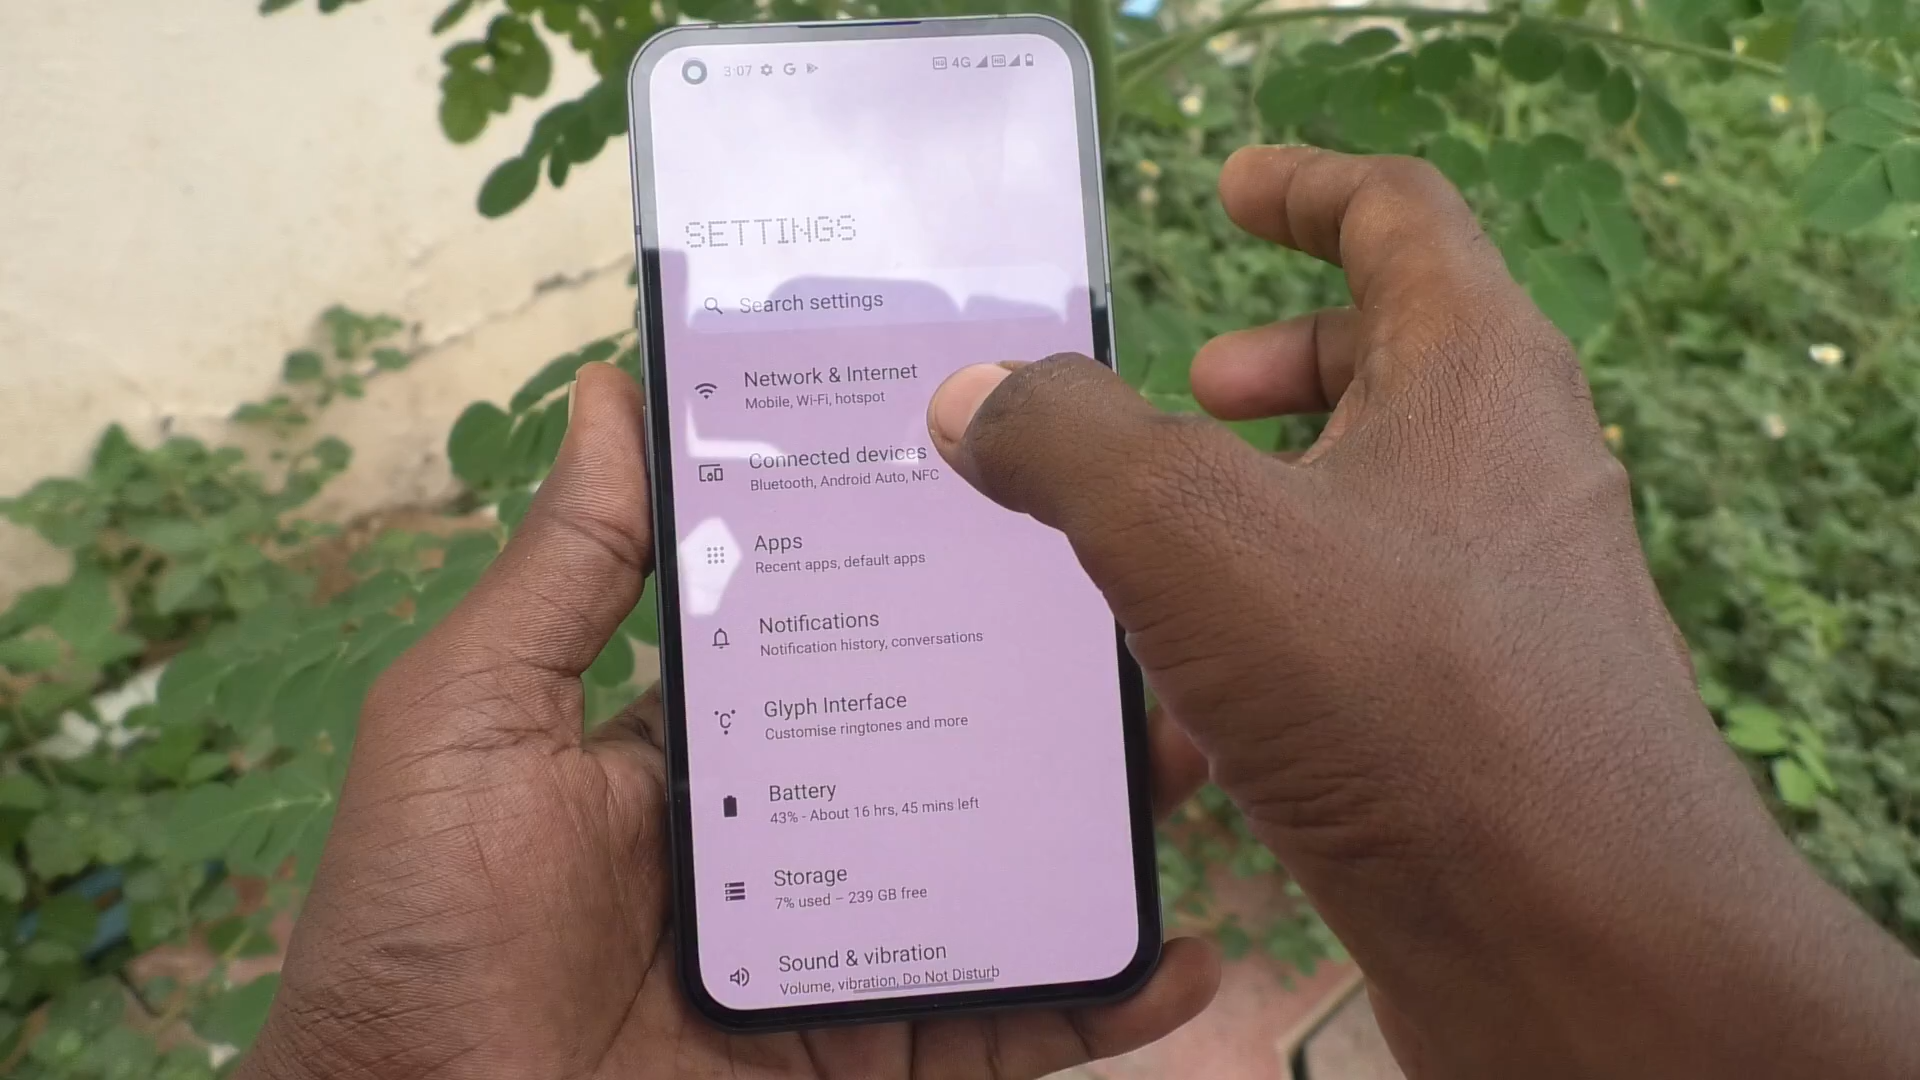 3:07 G HD 4G HD
SETTINGS
Search settings
Network & Internet
Mobile, Wi-Fi, hotspot
Connected devices
Bluetooth, Android Auto, NFC
Apps
Recent apps, default apps
Notifications
Notification history, conversations
Glyph Interface
Customise ringtones and more
Battery
43% - About 16 hrs, 45 mins left
Storage
7% used – 239 GB free
Sound & vibration
Volume, vibration, Do Not Disturb